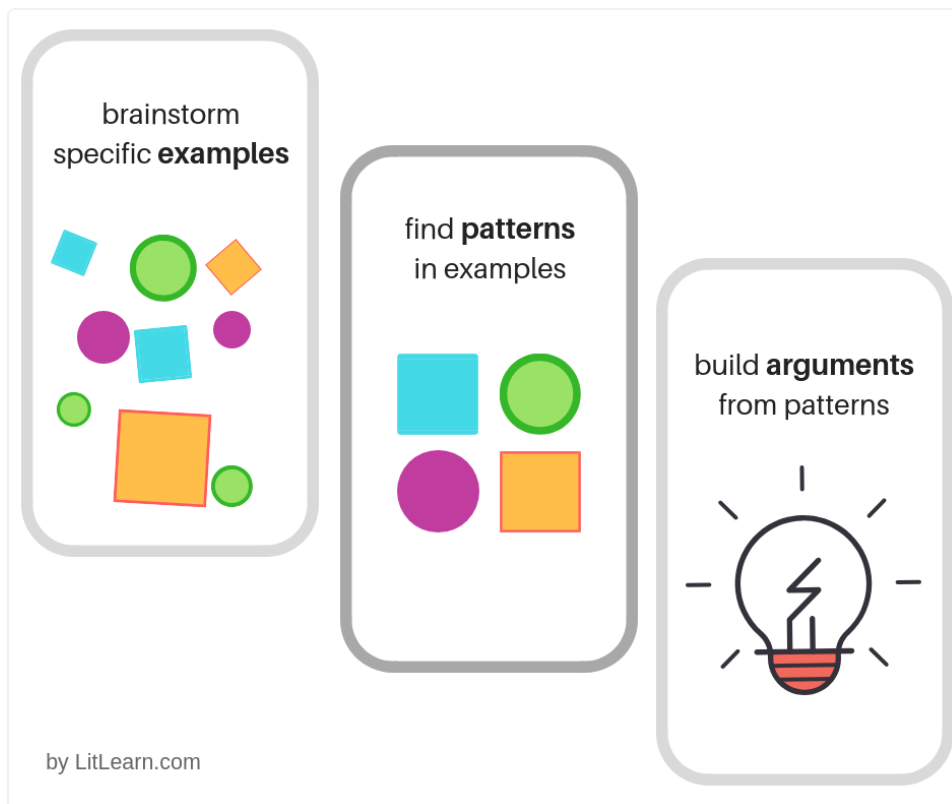 brainstorm
specific examples
find patterns
in examples
build arguments
from patterns
by LitLearn.com